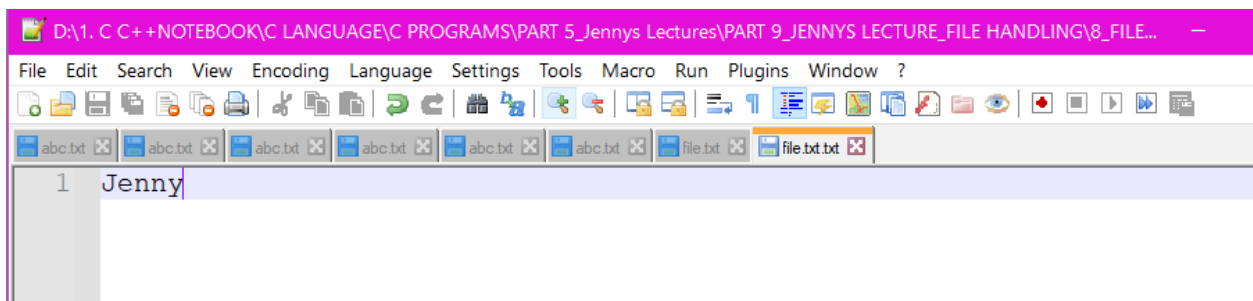 D:\1. C C++NOTEBOOK\C LANGUAGE\C PROGRAMS\PART 5_Jennys Lectures\PART 9_JENNYS LECTURE_FILE HANDLING\8_FILE...
File Edit Search View Encoding Language Settings Tools Macro Run Plugins Window ?
abc.txt abc.txt abc.txt abc.txt abc.txt abc.txt file.txt file.txt.txt
1 Jenny